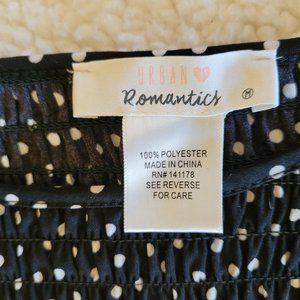 URBAN
Romantics M
100% POLYESTER
MADE IN CHINA
RN# 141178
SEE REVERSE
FOR CARE